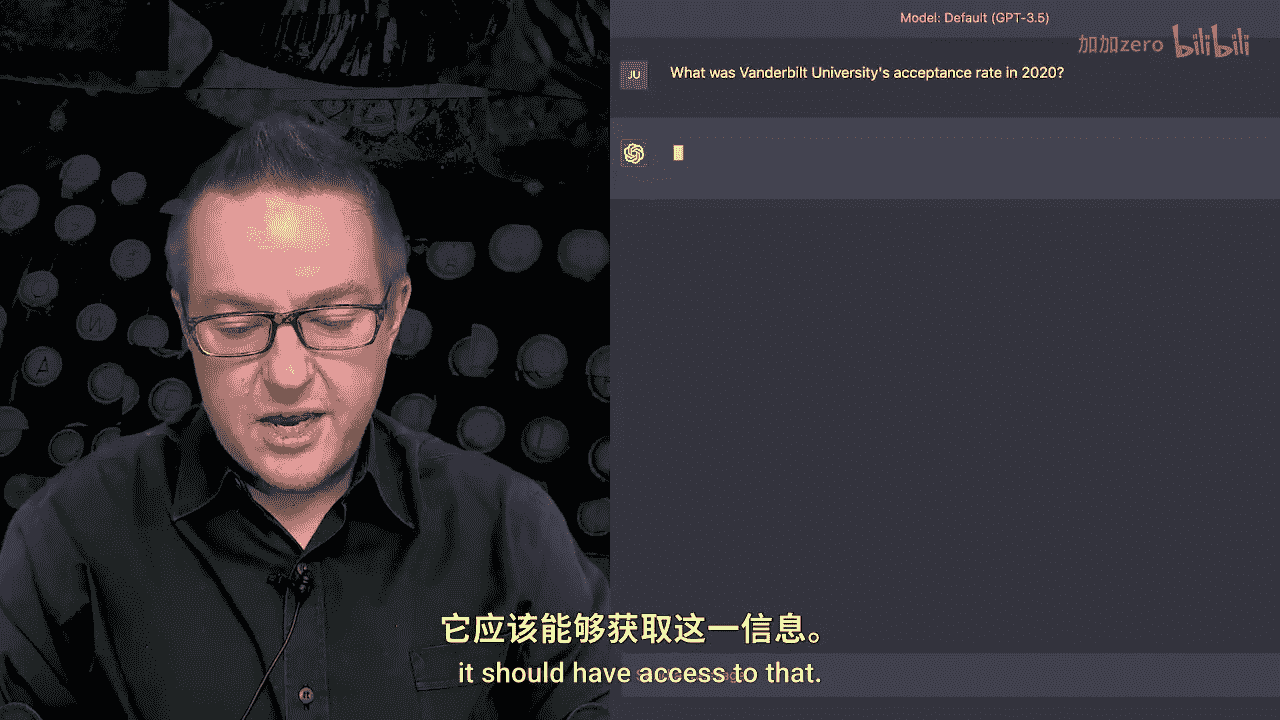 Model: Default (GPT-3.5)
加加zero bilibili
JU
What was Vanderbilt University's acceptance rate in 2020?
它应该能够获取这一信息。
it should have access to that.